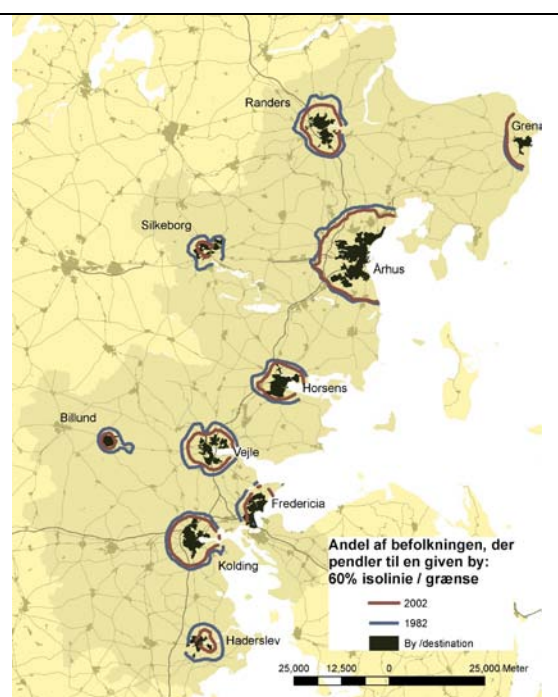 Randers
Grena
Silkeborg
Århus
Horsens
Billund
Vejle
Fredericia
Kolding
Haderslev
Andel af befolkningen, der
pendler til en given by:
60% isolinie / grænse
2002
1982
By /destination
25,000 12,500 0 25,000 Meter